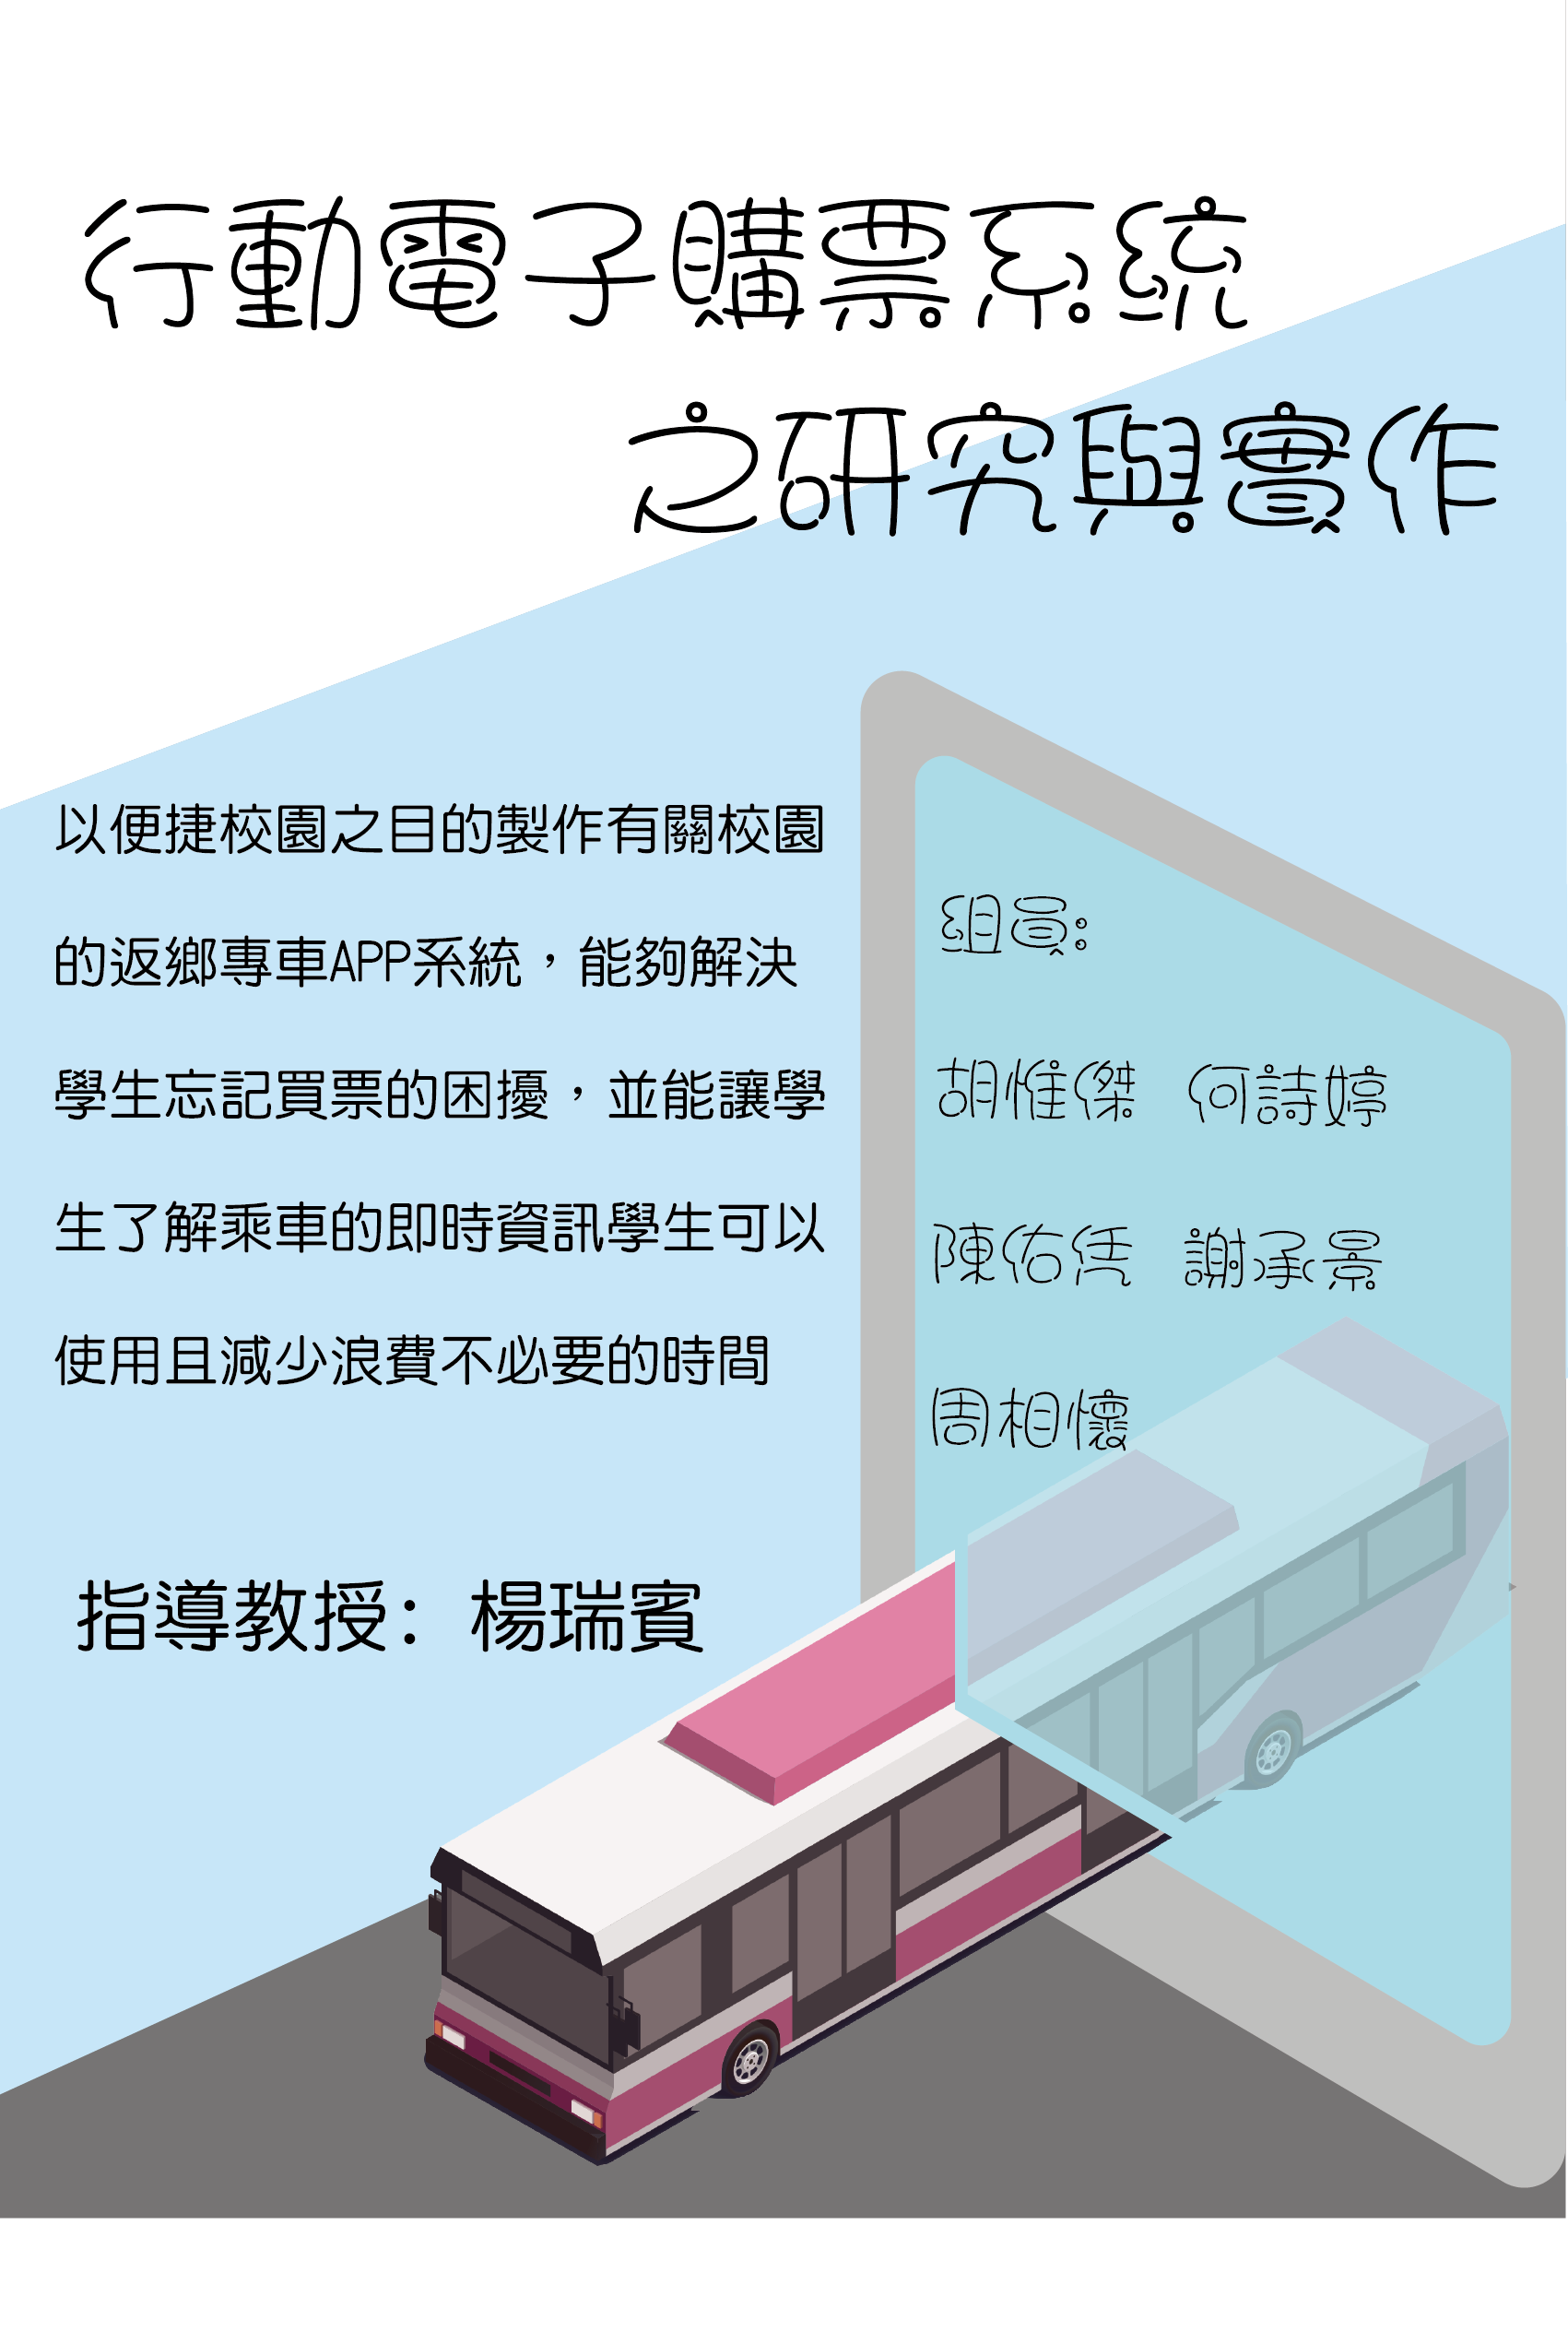 行動電子購票系統
之研究與實作
以便捷校園之目的製作有關校園
的返鄉專車APP系統，能夠解決
學生忘記買票的困擾，並能讓學
生了解乘車的即時資訊學生可以
使用且減少浪費不必要的時間
指導教授：楊瑞賓
組員:
胡惟傑 何詩婷
陳佑任 謝承景
周相懷